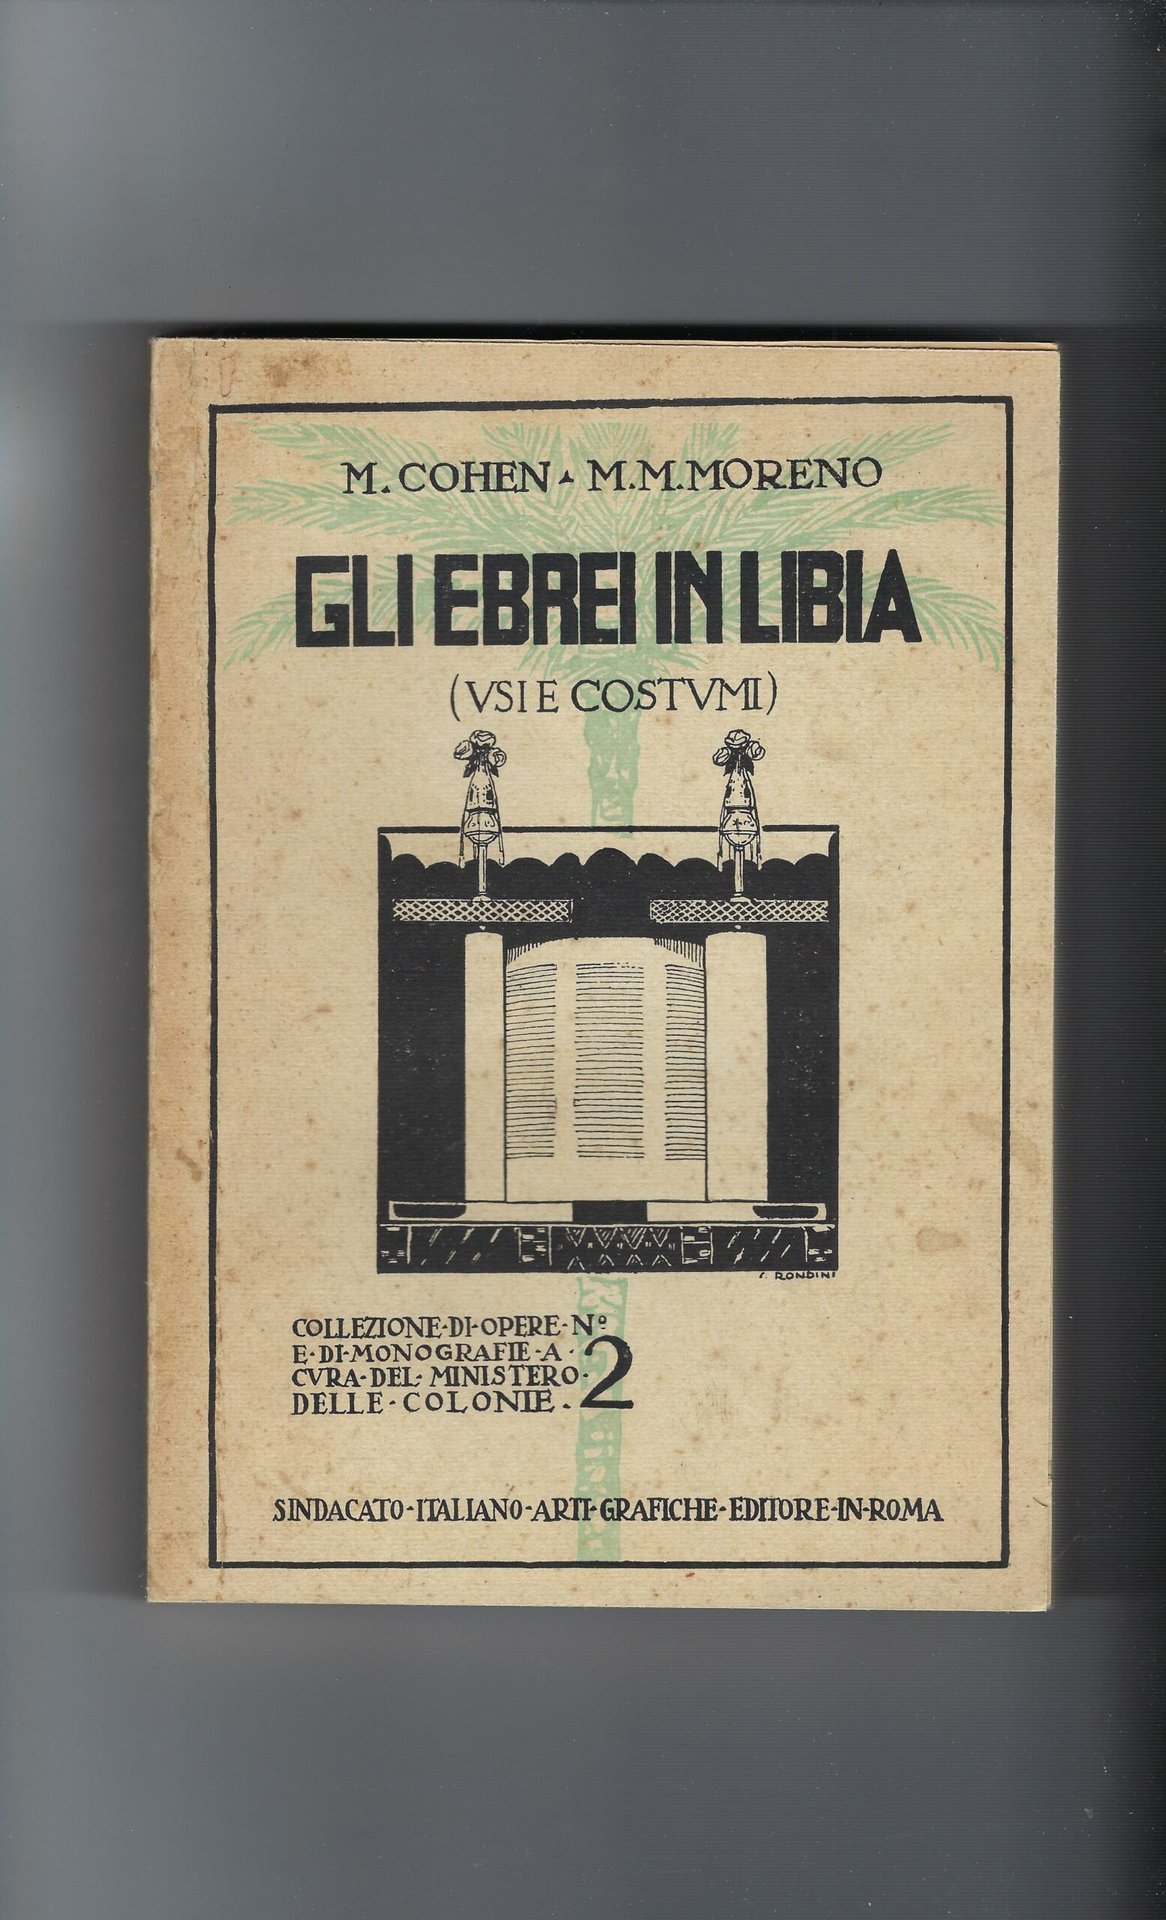 M. COHEN - M.M. MORENO
GLI EBREI IN LIBIA
(VSI E COSTVMI)
RONDINI
COLLEZIONE·DI·OPERE·Nº
E·DI·MONOGRAFIE·A·
CVRA·DEL·MINISTERO·2
DELLE·COLONIE.
SINDACATO·ITALIANO·ARTI·GRAFICHE·EDITORE·IN·ROMA